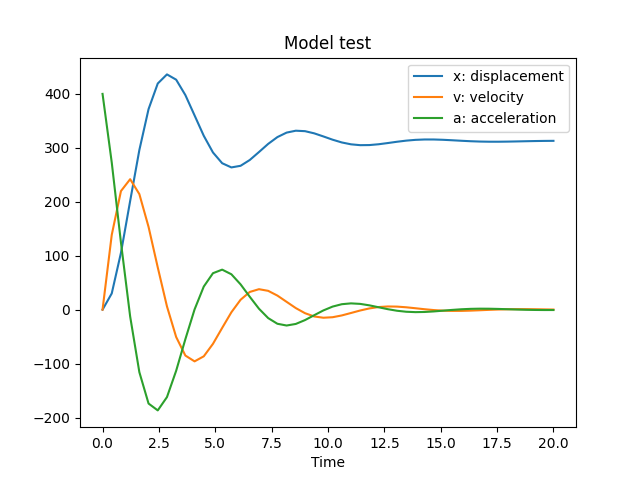 Model test
x: displacement
v: velocity
a: acceleration
400
300
200
100
0
−100
−200
0.0 2.5 5.0 7.5 10.0 12.5 15.0 17.5 20.0
Time